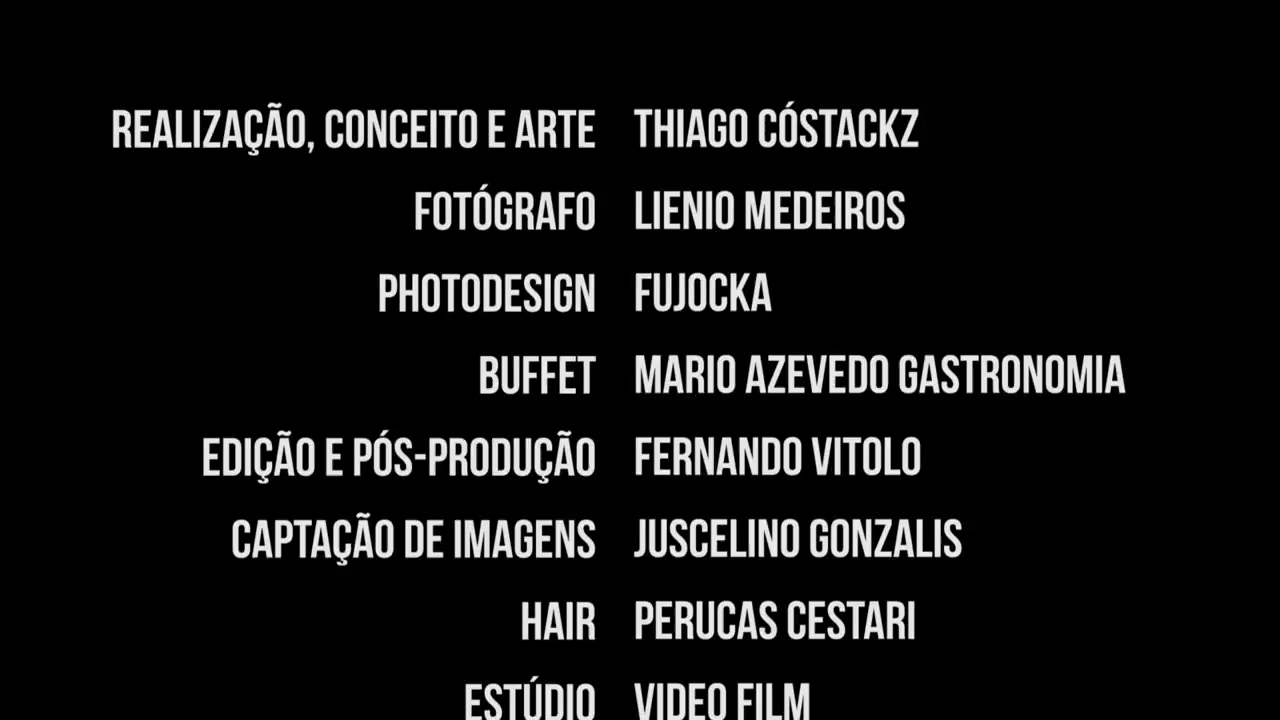 REALIZAÇÃO, CONCEITO E ARTE THIAGO CÓSTACKZ
FOTÓGRAFO LIENIO MEDEIROS
PHOTODESIGN FUJOCKA
BUFFET MARIO AZEVEDO GASTRONOMIA
EDIÇÃO E PÓS-PRODUÇÃO FERNANDO VITOLO
CAPTAÇÃO DE IMAGENS JUSCELINO GONZALIS
HAIR PERUCAS CESTARI
ESTÚDIO VIDEO FILM